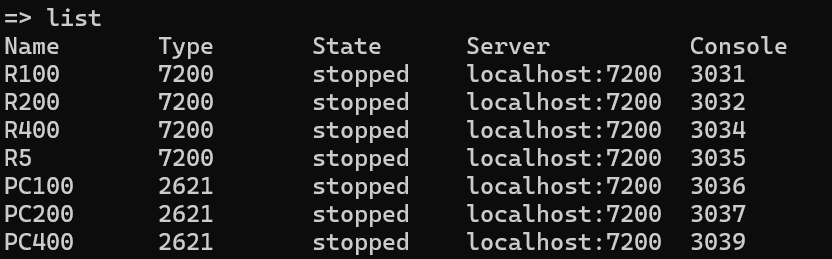 => list
Name       Type       State      Server          Console
R100       7200       stopped    localhost:7200  3031
R200       7200       stopped    localhost:7200  3032
R400       7200       stopped    localhost:7200  3034
R5         7200       stopped    localhost:7200  3035
PC100      2621       stopped    localhost:7200  3036
PC200      2621       stopped    localhost:7200  3037
PC400      2621       stopped    localhost:7200  3039